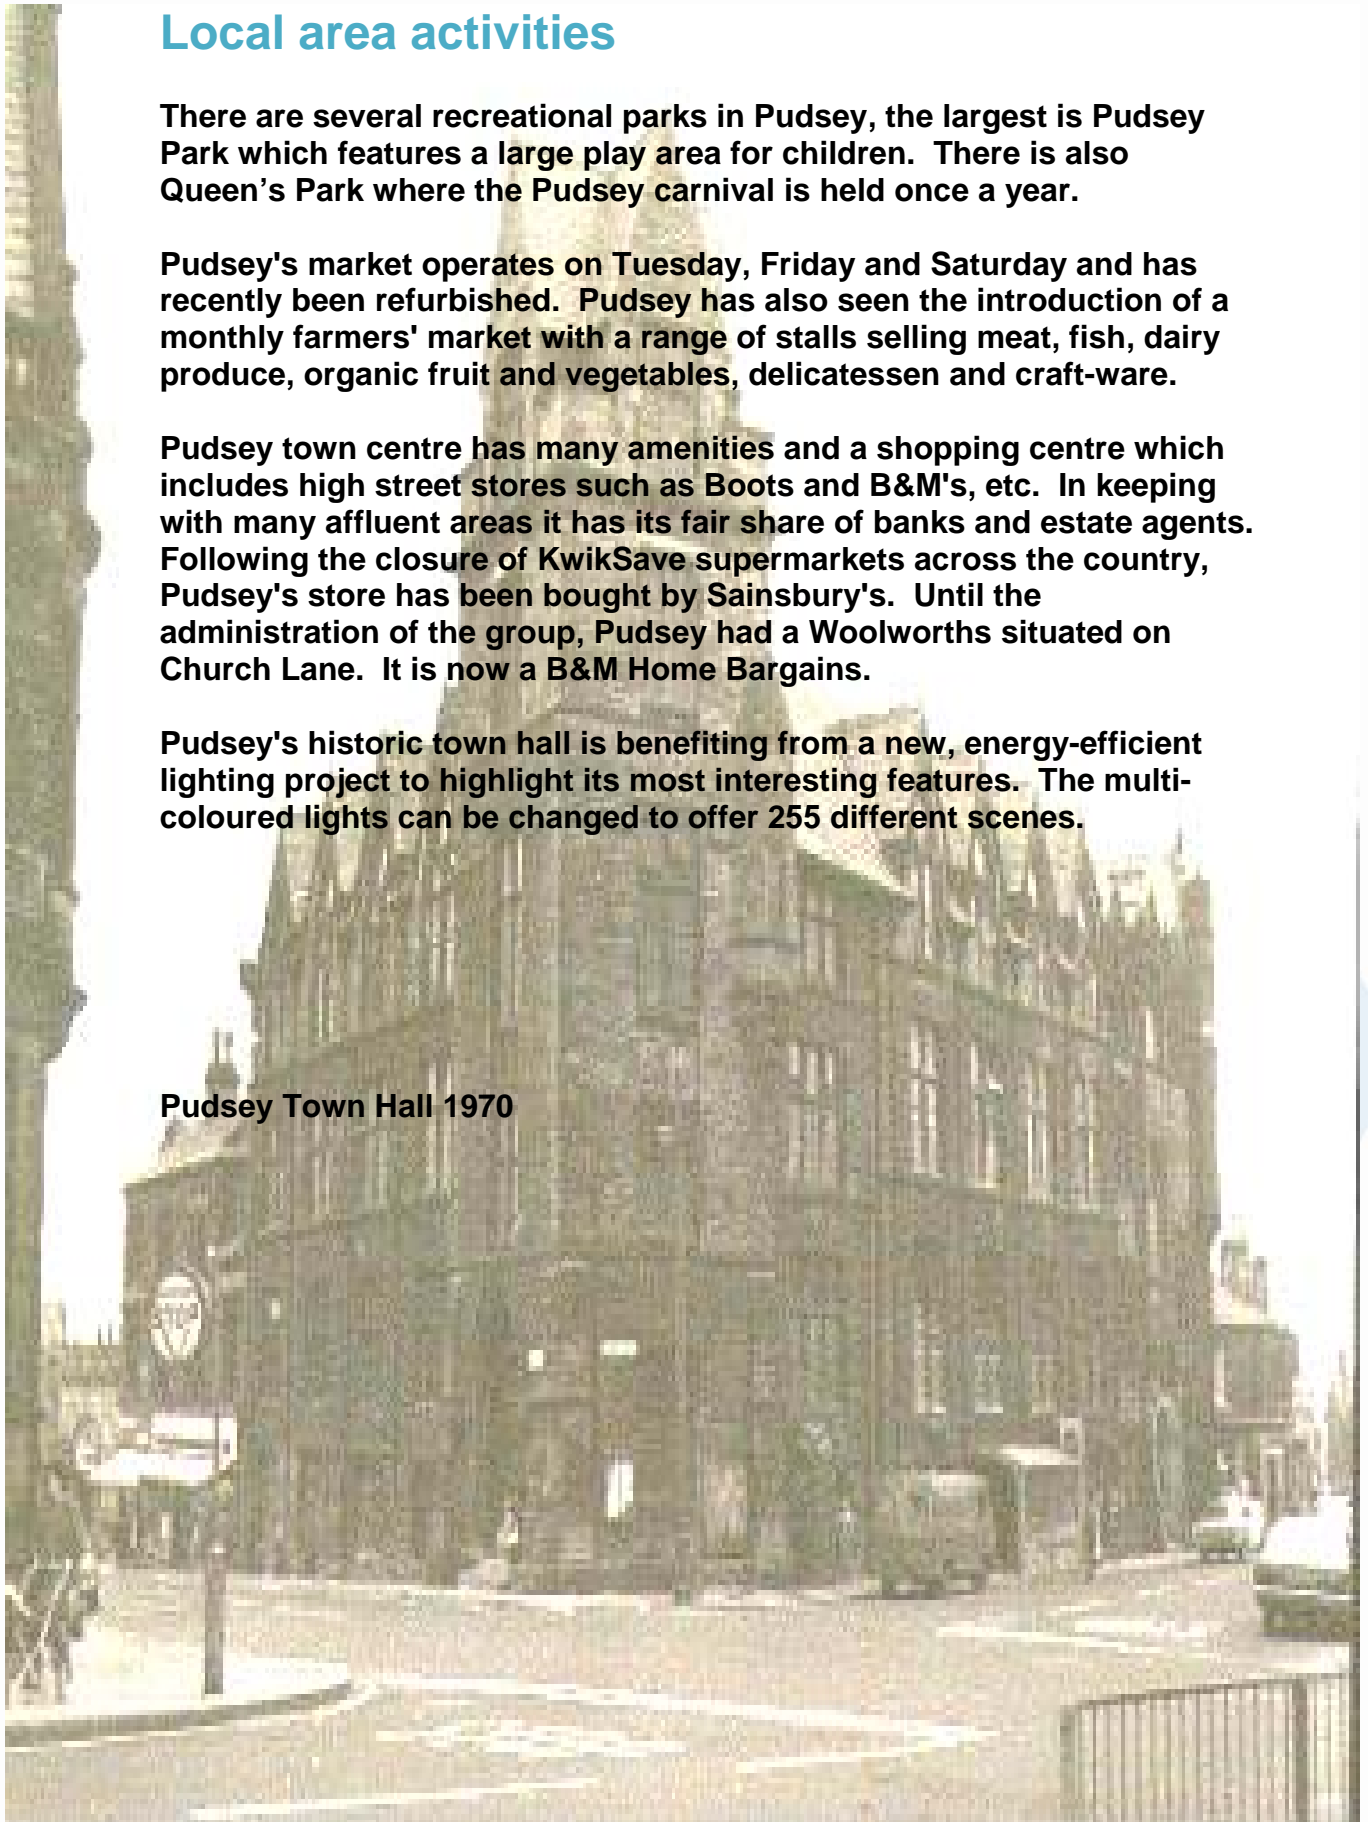 Local area activities
There are several recreational parks in Pudsey, the largest is Pudsey
Park which features a large play area for children.  There is also
Queen’s Park where the Pudsey carnival is held once a year.
Pudsey's market operates on Tuesday, Friday and Saturday and has
recently been refurbished.  Pudsey has also seen the introduction of a
monthly farmers' market with a range of stalls selling meat, fish, dairy
produce, organic fruit and vegetables, delicatessen and craft-ware.
Pudsey town centre has many amenities and a shopping centre which
includes high street stores such as Boots and B&M's, etc.  In keeping
with many affluent areas it has its fair share of banks and estate agents.
Following the closure of KwikSave supermarkets across the country,
Pudsey's store has been bought by Sainsbury's.  Until the
administration of the group, Pudsey had a Woolworths situated on
Church Lane.  It is now a B&M Home Bargains.
Pudsey's historic town hall is benefiting from a new, energy-efficient
lighting project to highlight its most interesting features.  The multi-
coloured lights can be changed to offer 255 different scenes.
Pudsey Town Hall 1970